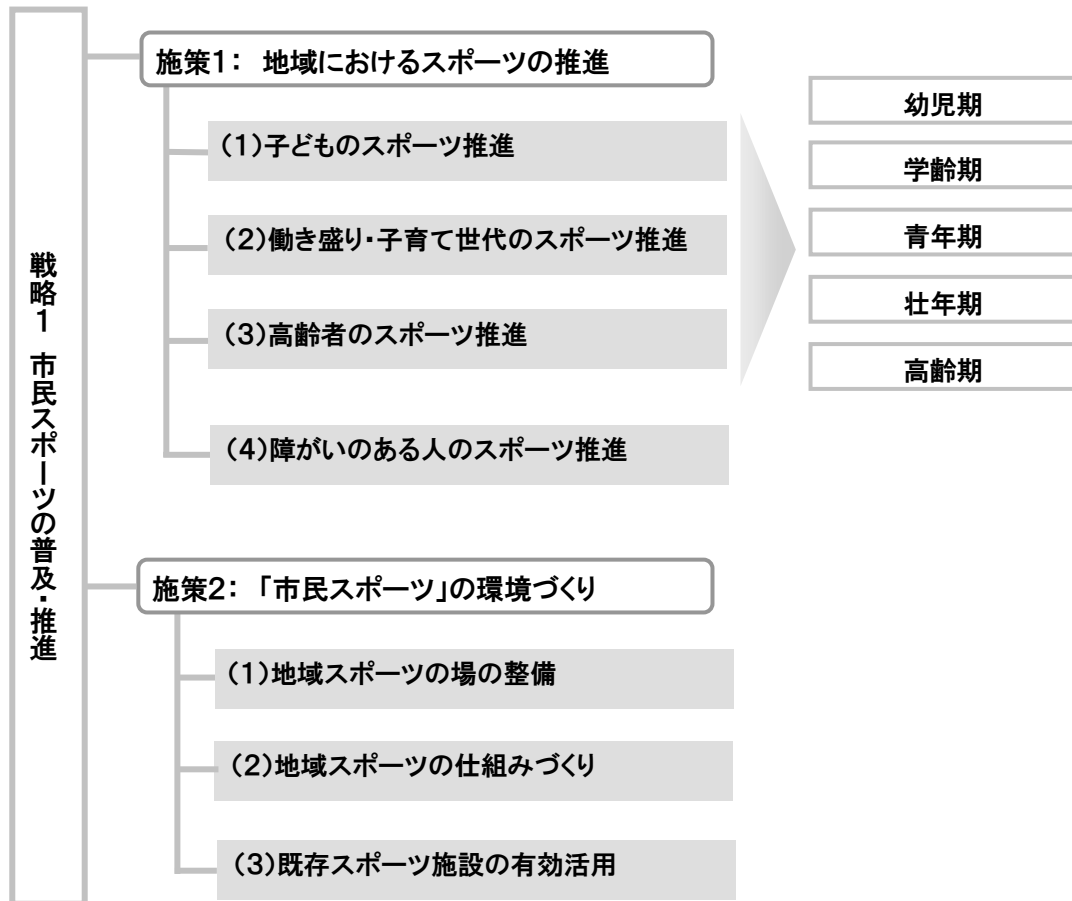 戦略1 市民スポーツの普及・推進
施策1: 地域におけるスポーツの推進
(1)子どものスポーツ推進
(2)働き盛り・子育て世代のスポーツ推進
(3)高齢者のスポーツ推進
(4)障がいのある人のスポーツ推進
幼児期
学齢期
青年期
壮年期
高齢期
施策2: 「市民スポーツ」の環境づくり
(1)地域スポーツの場の整備
(2)地域スポーツの仕組みづくり
(3)既存スポーツ施設の有効活用